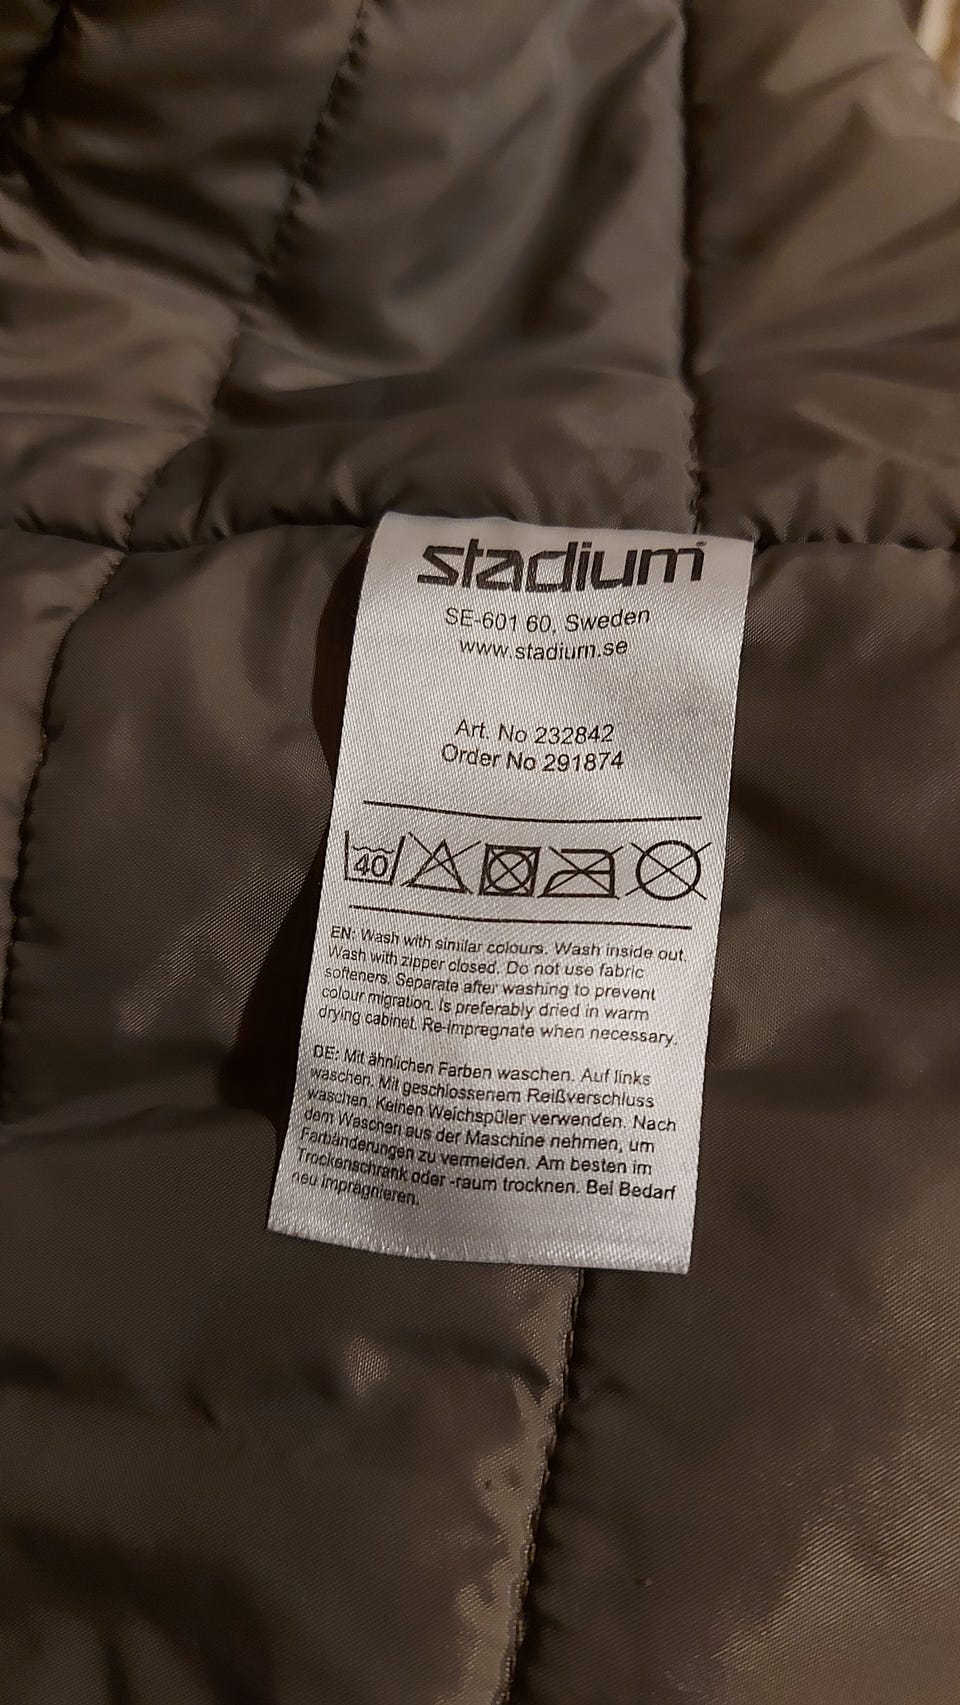 stadium®
SE-601 60, Sweden
www.stadium.se
Art. No 232842
Order No 291874
40
EN: Wash with similar colours. Wash inside out.
Wash with zipper closed. Do not use fabric
softeners. Separate after washing to prevent
colour migration. Is preferably dried in warm
drying cabinet. Re-impregnate when necessary.
DE: Mit ähnlichen Farben waschen. Auf links
waschen. Mit geschlossenem Reißverschluss
waschen. Keinen Weichspüler verwenden. Nach
dem Waschen aus der Maschine nehmen, um
Farbänderungen zu vermeiden. Am besten im
Trockenschrank oder -raum trocknen. Bei Bedarf
neu imprägnieren.